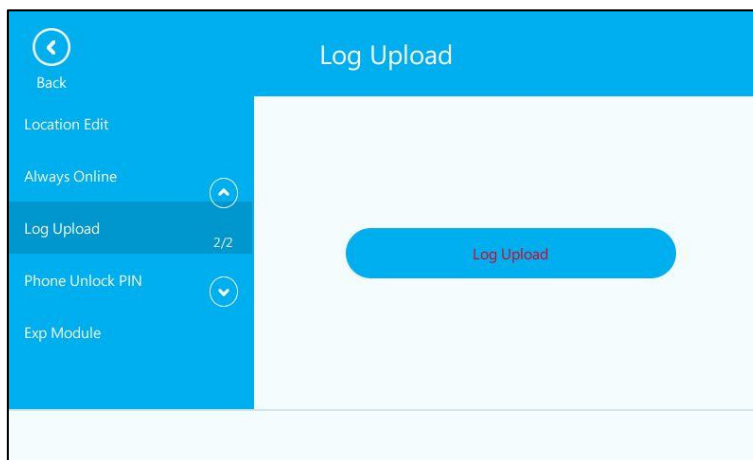 Log Upload
Back
Location Edit
Always Online
Log Upload
2/2
Phone Unlock PIN
Exp Module
Log Upload